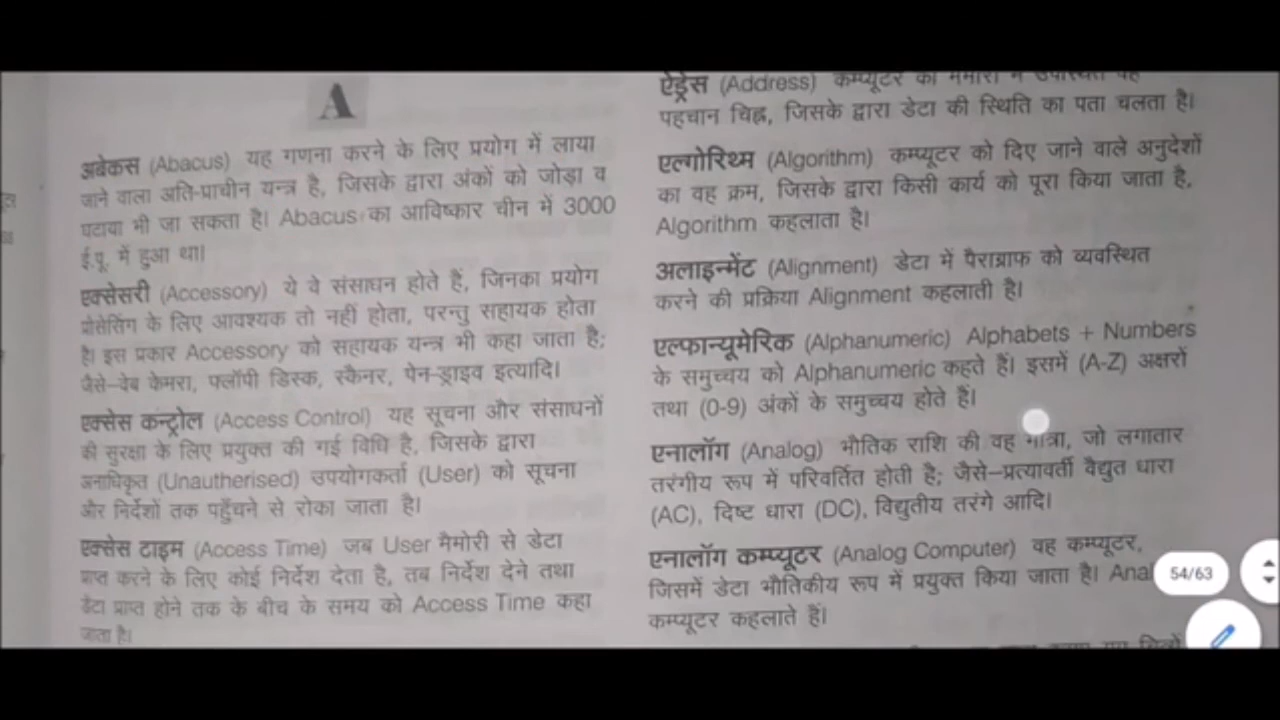 A
अबेकस (Abacus) यह गणना करने के लिए प्रयोग में लाया
जाने वाला अति-प्राचीन यन्त्र है, जिसके द्वारा अंकों को जोड़ा व
घटाया भी जा सकता है। Abacus का आविष्कार चीन में 3000
ई.पू. में हुआ था।
एक्सेसरी (Accessory) ये वे संसाधन होते हैं, जिनका प्रयोग
प्रोसेसिंग के लिए आवश्यक तो नहीं होता, परन्तु सहायक होता
है। इस प्रकार Accessory को सहायक यन्त्र भी कहा जाता है;
जैसे–वेब केमरा, फ्लॉपी डिस्क, स्कैनर, पेन-ड्राइव इत्यादि।
एक्सेस कन्ट्रोल (Access Control) यह सूचना और संसाधनों
की सुरक्षा के लिए प्रयुक्त की गई विधि है, जिसके द्वारा
अनाधिकृत (Unautherised) उपयोगकर्ता (User) को सूचना
और निर्देशों तक पहुँचने से रोका जाता है।
एक्सेस टाइम (Access Time) जब User मैमोरी से डेटा
प्राप्त करने के लिए कोई निर्देश देता है, तब निर्देश देने तथा
डेटा प्राप्त होने तक के बीच के समय को Access Time कहा
जाता है।
ऐड्रेस (Address) कम्प्यूटर की मैमोरी में उपस्थित वह
पहचान चिह्न, जिसके द्वारा डेटा की स्थिति का पता चलता है।
एल्गोरिथ्म (Algorithm) कम्प्यूटर को दिए जाने वाले अनुदेशों
का वह क्रम, जिसके द्वारा किसी कार्य को पूरा किया जाता है,
Algorithm कहलाता है।
अलाइन्मेंट (Alignment) डेटा में पैराग्राफ को व्यवस्थित
करने की प्रक्रिया Alignment कहलाती है।
एल्फान्यूमेरिक (Alphanumeric) Alphabets + Numbers
के समुच्चय को Alphanumeric कहते हैं। इसमें (A-Z) अक्षरों
तथा (0-9) अंकों के समुच्चय होते हैं।
एनालॉग (Analog) भौतिक राशि की वह मात्रा, जो लगातार
तरंगीय रूप में परिवर्तित होती है; जैसे–प्रत्यावर्ती वैद्युत धारा
(AC), दिष्ट धारा (DC), विद्युतीय तरंगे आदि।
एनालॉग कम्प्यूटर (Analog Computer) वह कम्प्यूटर,
जिसमें डेटा भौतिकीय रूप में प्रयुक्त किया जाता है। Ana
कम्प्यूटर कहलाते हैं।
54/63